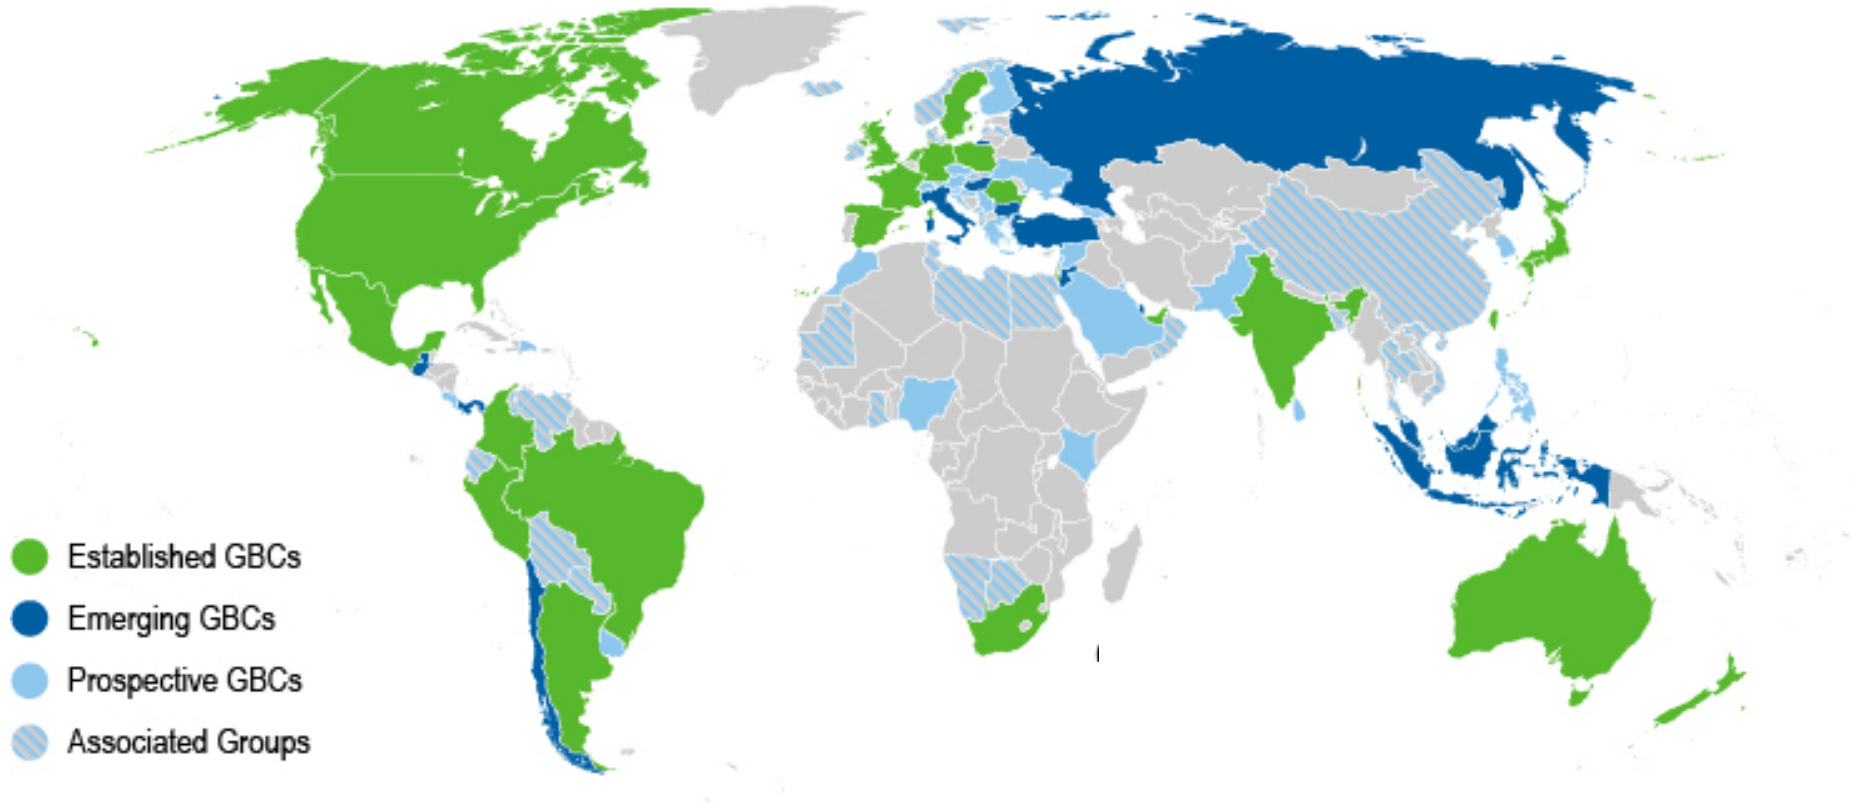 Established GBCs
Emerging GBCs
Prospective GBCs
Associated Groups